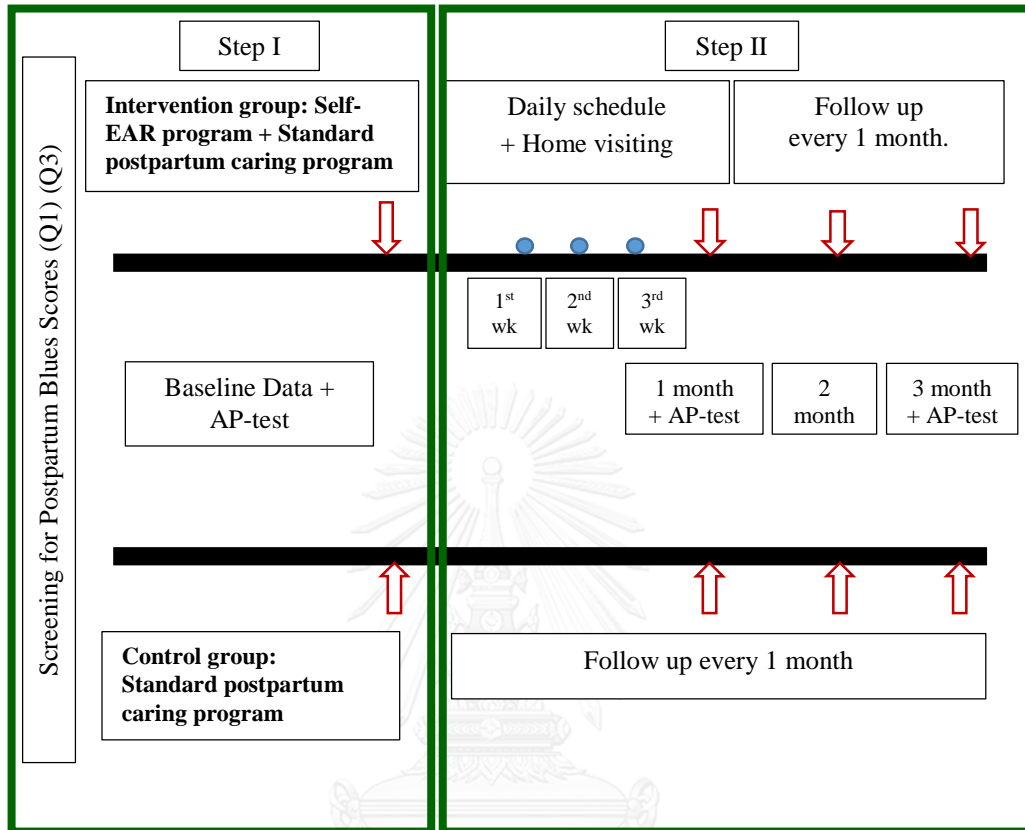 Screening for Postpartum Blues Scores (Q1) (Q3)
Step I
Intervention group: Self-
EAR program + Standard
postpartum caring program
Baseline Data +
AP-test
Control group:
Standard postpartum
caring program
Step II
Daily schedule
+ Home visiting
Follow up
every 1 month.
1st
wk
2nd
wk
3rd
wk
1 month
+ AP-test
2
month
3 month
+ AP-test
Follow up every 1 month